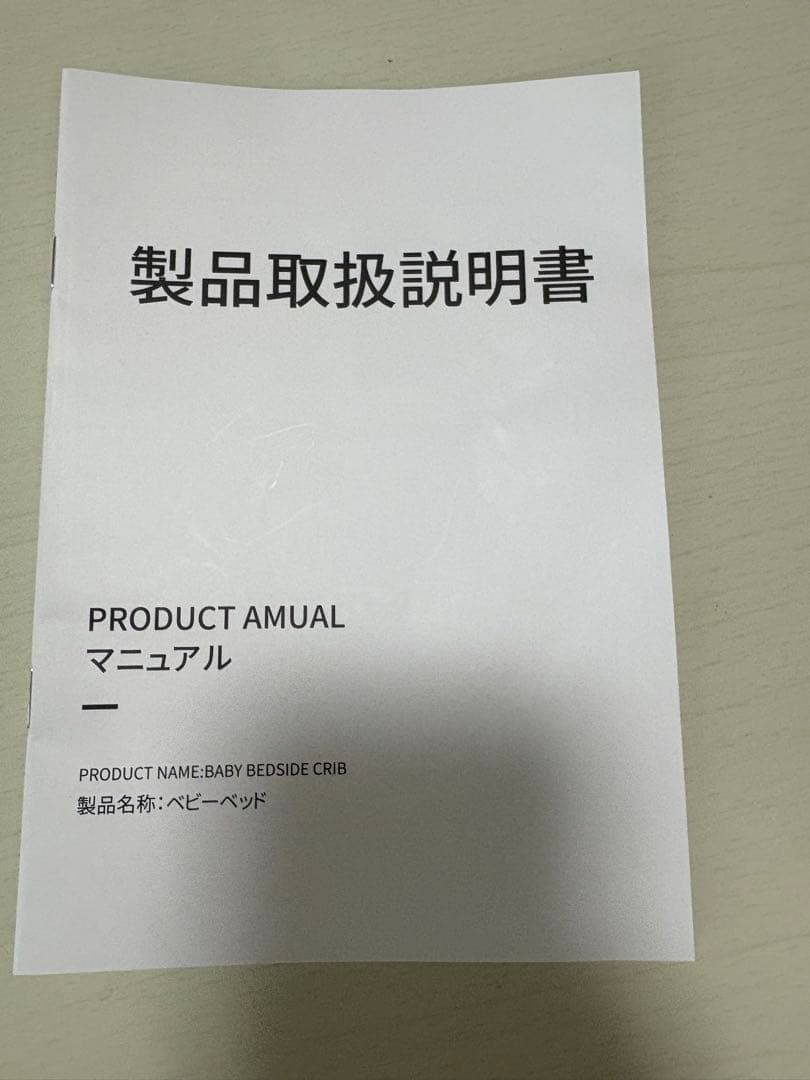 製品取扱説明書
PRODUCT AMUAL
マニュアル
PRODUCT NAME:BABY BEDSIDE CRIB
製品名称：ベビーベッド